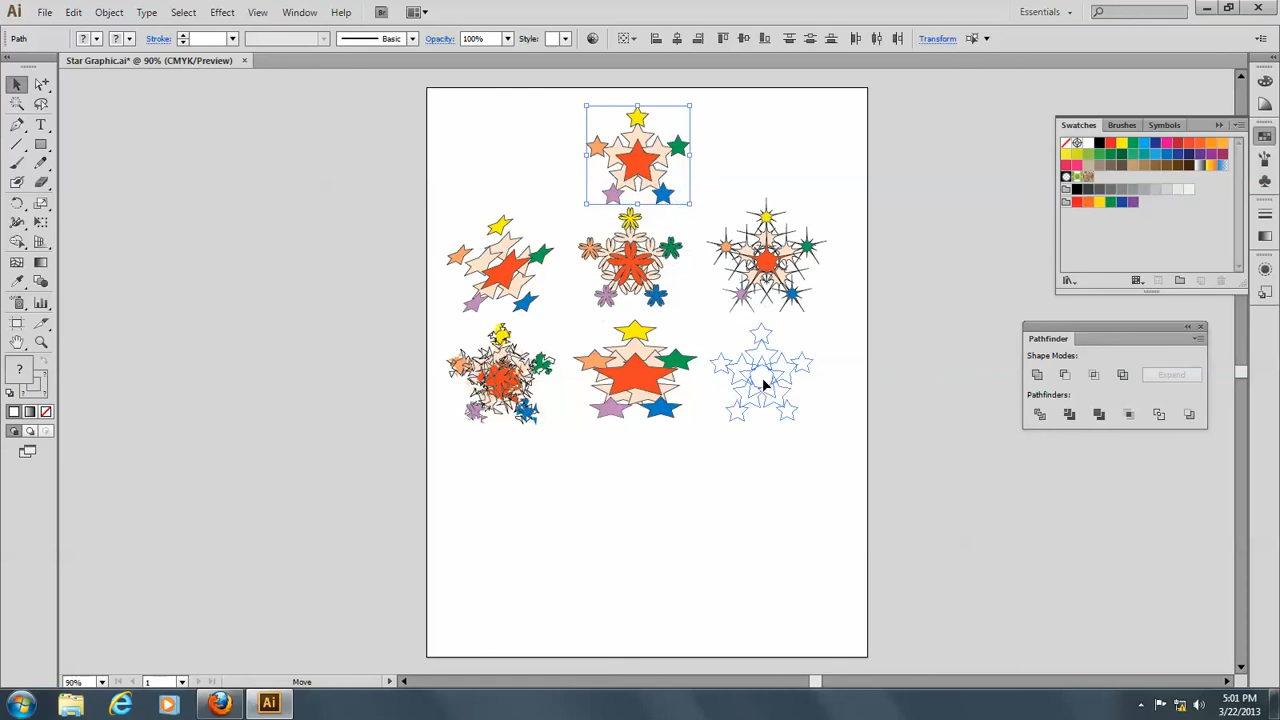 Ai File Edit Object Type Select Effect View Window Help Br Essentials
Path ? ? Stroke: Basic Opacity: 100% Style: Transform
Star Graphic.ai* @ 90% (CMYK/Preview) ×
Swatches Brushes Symbols
Pathfinder
Shape Modes:
Expand
Pathfinders:
?
90% 1 Move
Ai 5:01 PM
3/22/2013